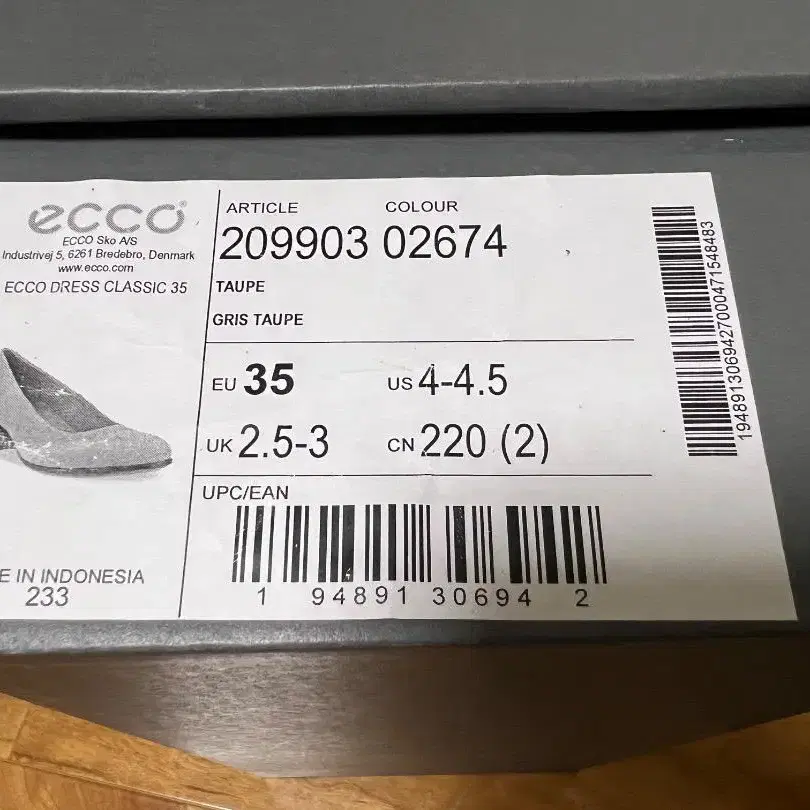 ecco
ECCO Sko A/S
Industrivej 5, 6261 Bredebro, Denmark
www.ecco.com
ECCO DRESS CLASSIC 35
E IN INDONESIA
233
ARTICLE COLOUR
209903 02674
TAUPE
GRIS TAUPE
EU 35 US 4-4.5
UK 2.5-3 CN 220 (2)
UPC/EAN
1 94891 30694 2
1948913069427000471548483